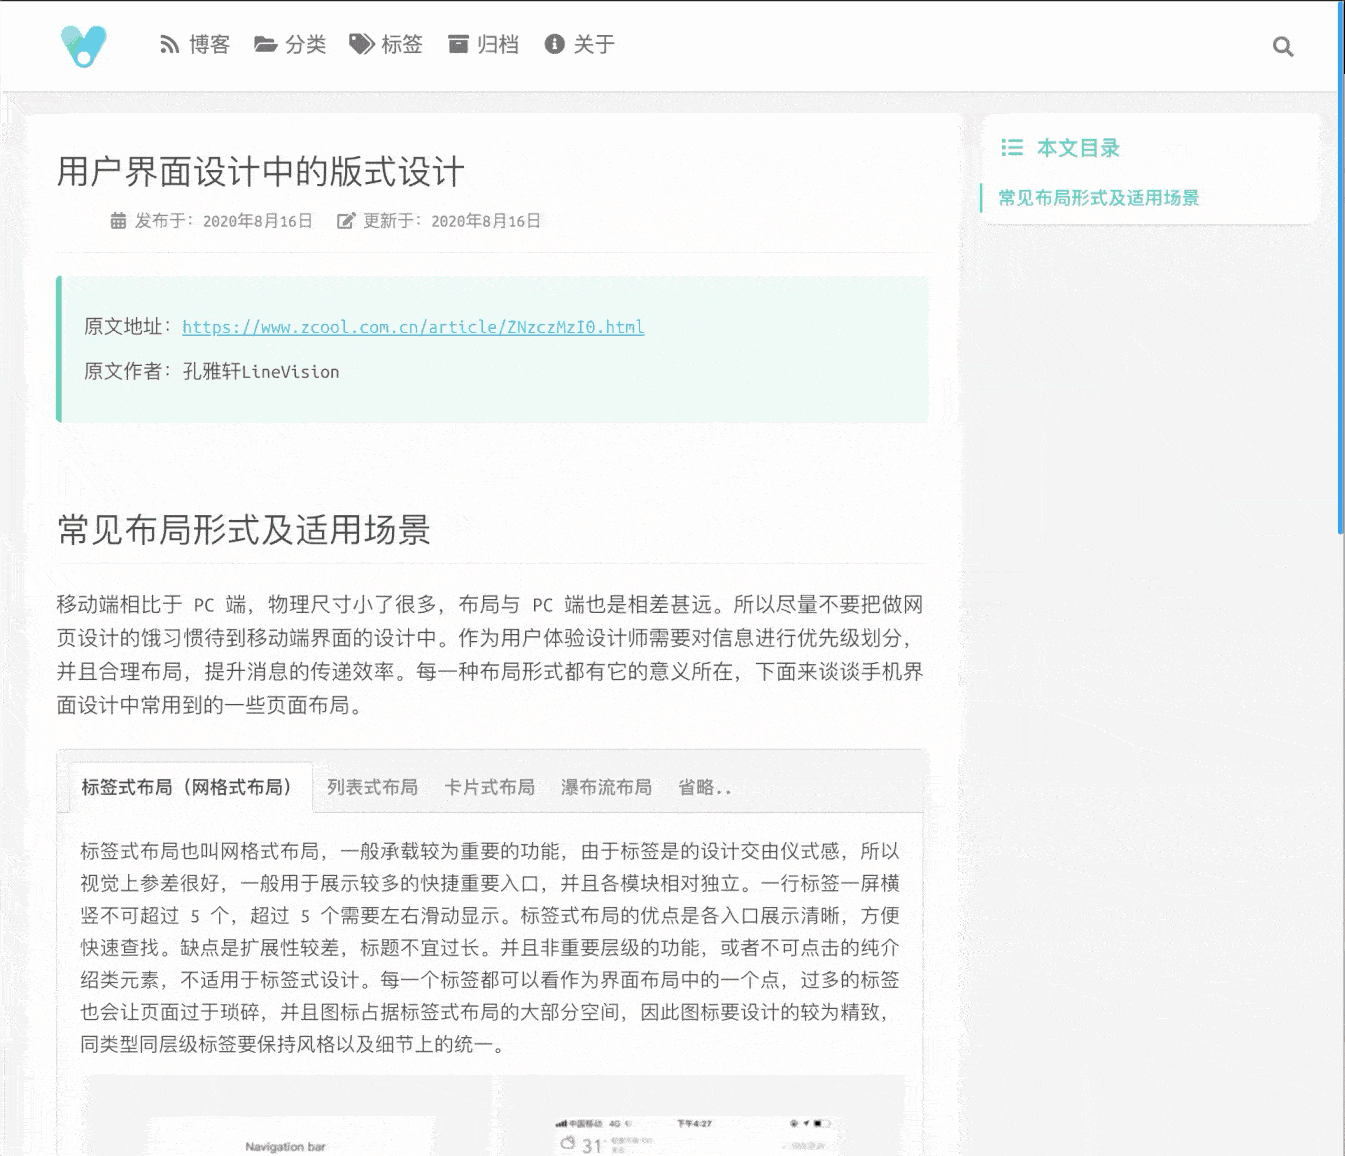 博客 分类 标签 归档 关于
用户界面设计中的版式设计
发布于：2020年8月16日 更新于：2020年8月16日
原文地址：https://www.zcool.com.cn/article/ZNzczMzI0.html
原文作者：孔雅轩LineVision
常见布局形式及适用场景
移动端相比于 PC 端，物理尺寸小了很多，布局与 PC 端也是相差甚远。所以尽量不要把做网
页设计的饿习惯待到移动端界面的设计中。作为用户体验设计师需要对信息进行优先级划分，
并且合理布局，提升消息的传递效率。每一种布局形式都有它的意义所在，下面来谈谈手机界
面设计中常用到的一些页面布局。
标签式布局（网格式布局） 列表式布局 卡片式布局 瀑布流布局 省略..
标签式布局也叫网格式布局，一般承载较为重要的功能，由于标签是的设计交由仪式感，所以
视觉上参差很好，一般用于展示较多的快捷重要入口，并且各模块相对独立。一行标签一屏横
竖不可超过 5 个，超过 5 个需要左右滑动显示。标签式布局的优点是各入口展示清晰，方便
快速查找。缺点是扩展性较差，标题不宜过长。并且非重要层级的功能，或者不可点击的纯介
绍类元素，不适用于标签式设计。每一个标签都可以看作为界面布局中的一个点，过多的标签
也会让页面过于琐碎，并且图标占据标签式布局的大部分空间，因此图标要设计的较为精致，
同类型同层级标签要保持风格以及细节上的统一。
Navigation bar
中国移动 4G 下午4:27
31°
本文目录
常见布局形式及适用场景